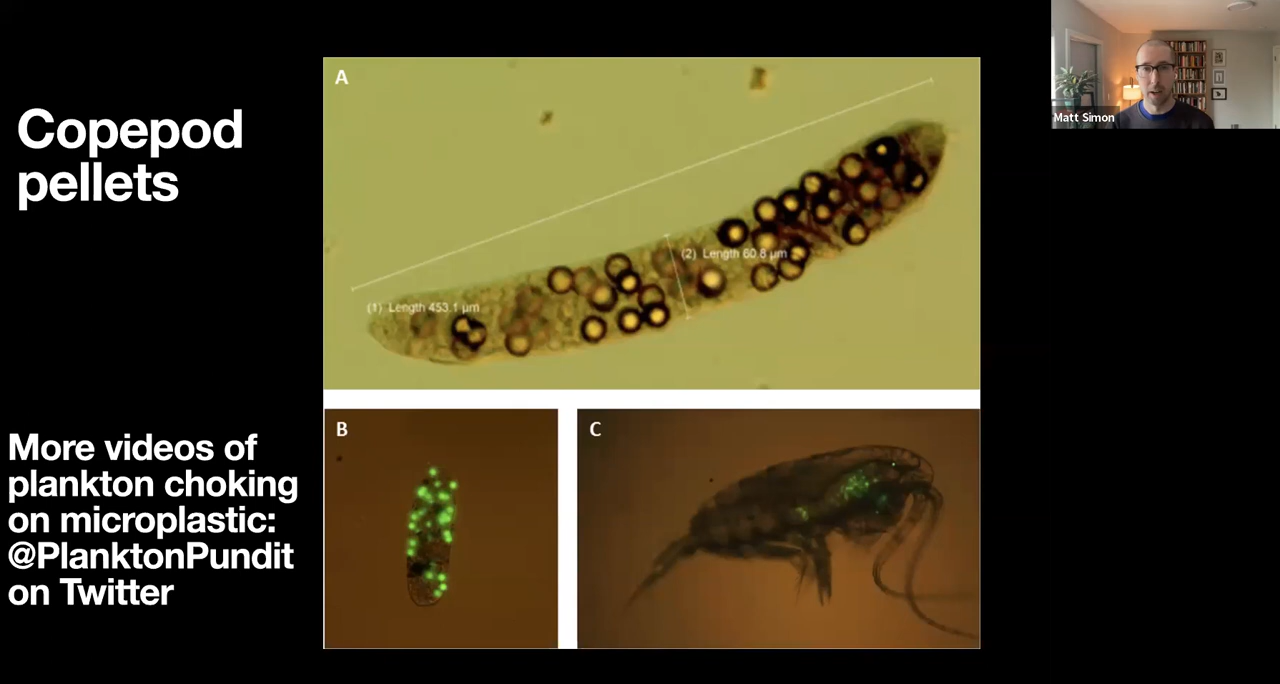 Copepod
pellets
More videos of
plankton choking
on microplastic:
@PlanktonPundit
on Twitter
A
(1) Length 453.1 µm
(2) Length 60.8 µm
B
C
Matt Simon